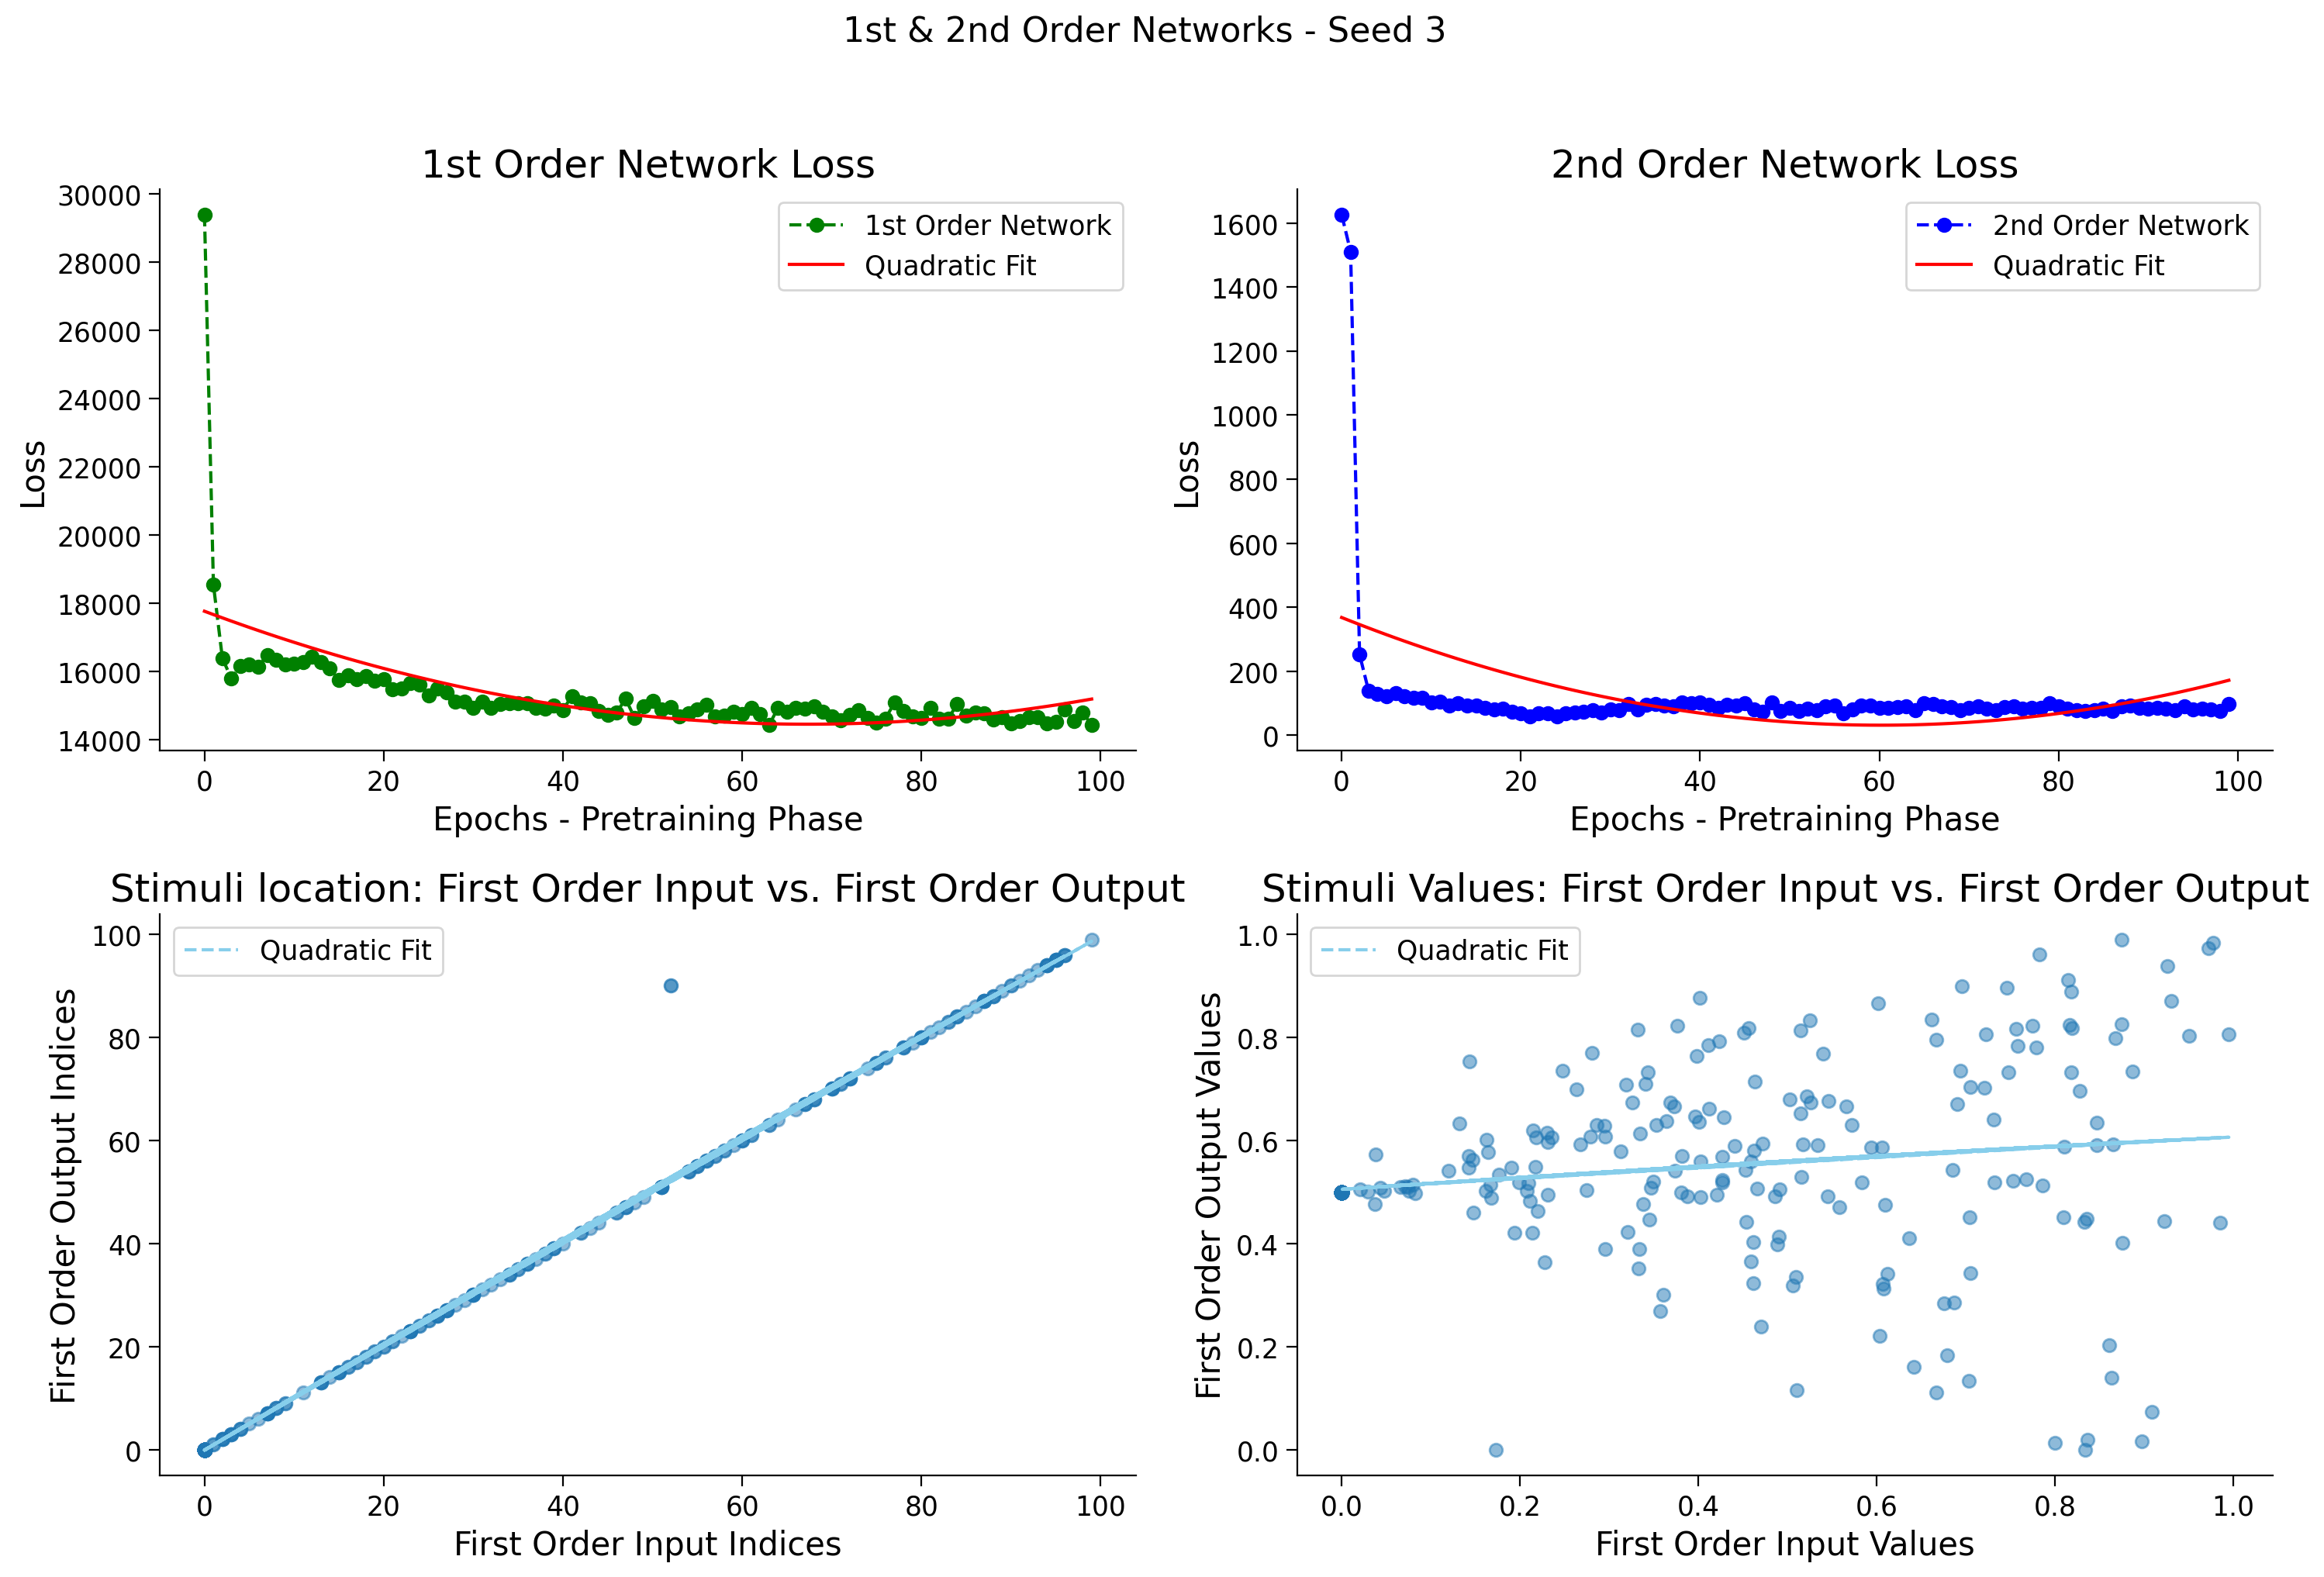 1st & 2nd Order Networks - Seed 3
1st Order Network Loss
30000
28000
26000
24000
22000
20000
18000
16000
14000
Loss
1st Order Network
Quadratic Fit
0 20 40 60 80 100
Epochs - Pretraining Phase
2nd Order Network Loss
1600
1400
1200
1000
800
600
400
200
0
Loss
2nd Order Network
Quadratic Fit
0 20 40 60 80 100
Epochs - Pretraining Phase
Stimuli location: First Order Input vs. First Order Output
100
80
60
40
20
0
First Order Output Indices
Quadratic Fit
0 20 40 60 80 100
First Order Input Indices
Stimuli Values: First Order Input vs. First Order Output
1.0
0.8
0.6
0.4
0.2
0.0
First Order Output Values
Quadratic Fit
0.0 0.2 0.4 0.6 0.8 1.0
First Order Input Values